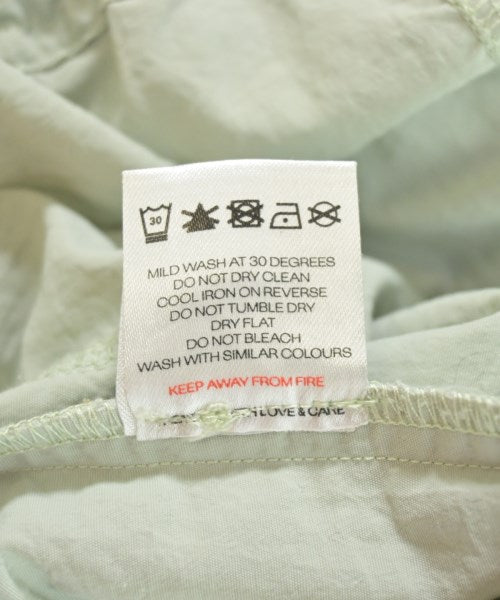 30
MILD WASH AT 30 DEGREES
DO NOT DRY CLEAN
COOL IRON ON REVERSE
DO NOT TUMBLE DRY
DRY FLAT
DO NOT BLEACH
WASH WITH SIMILAR COLOURS
KEEP AWAY FROM FIRE
LOVE & CARE